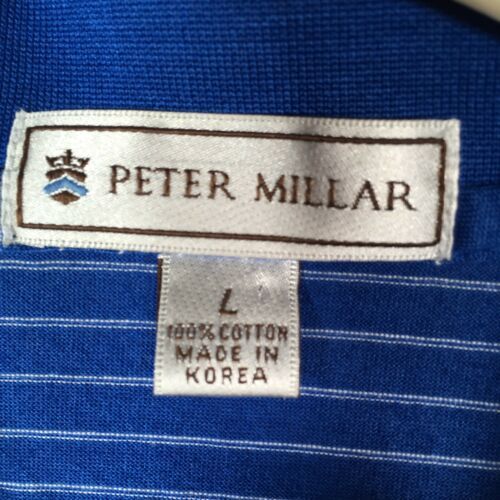 PETER MILLAR
L
100% COTTON
MADE IN
KOREA